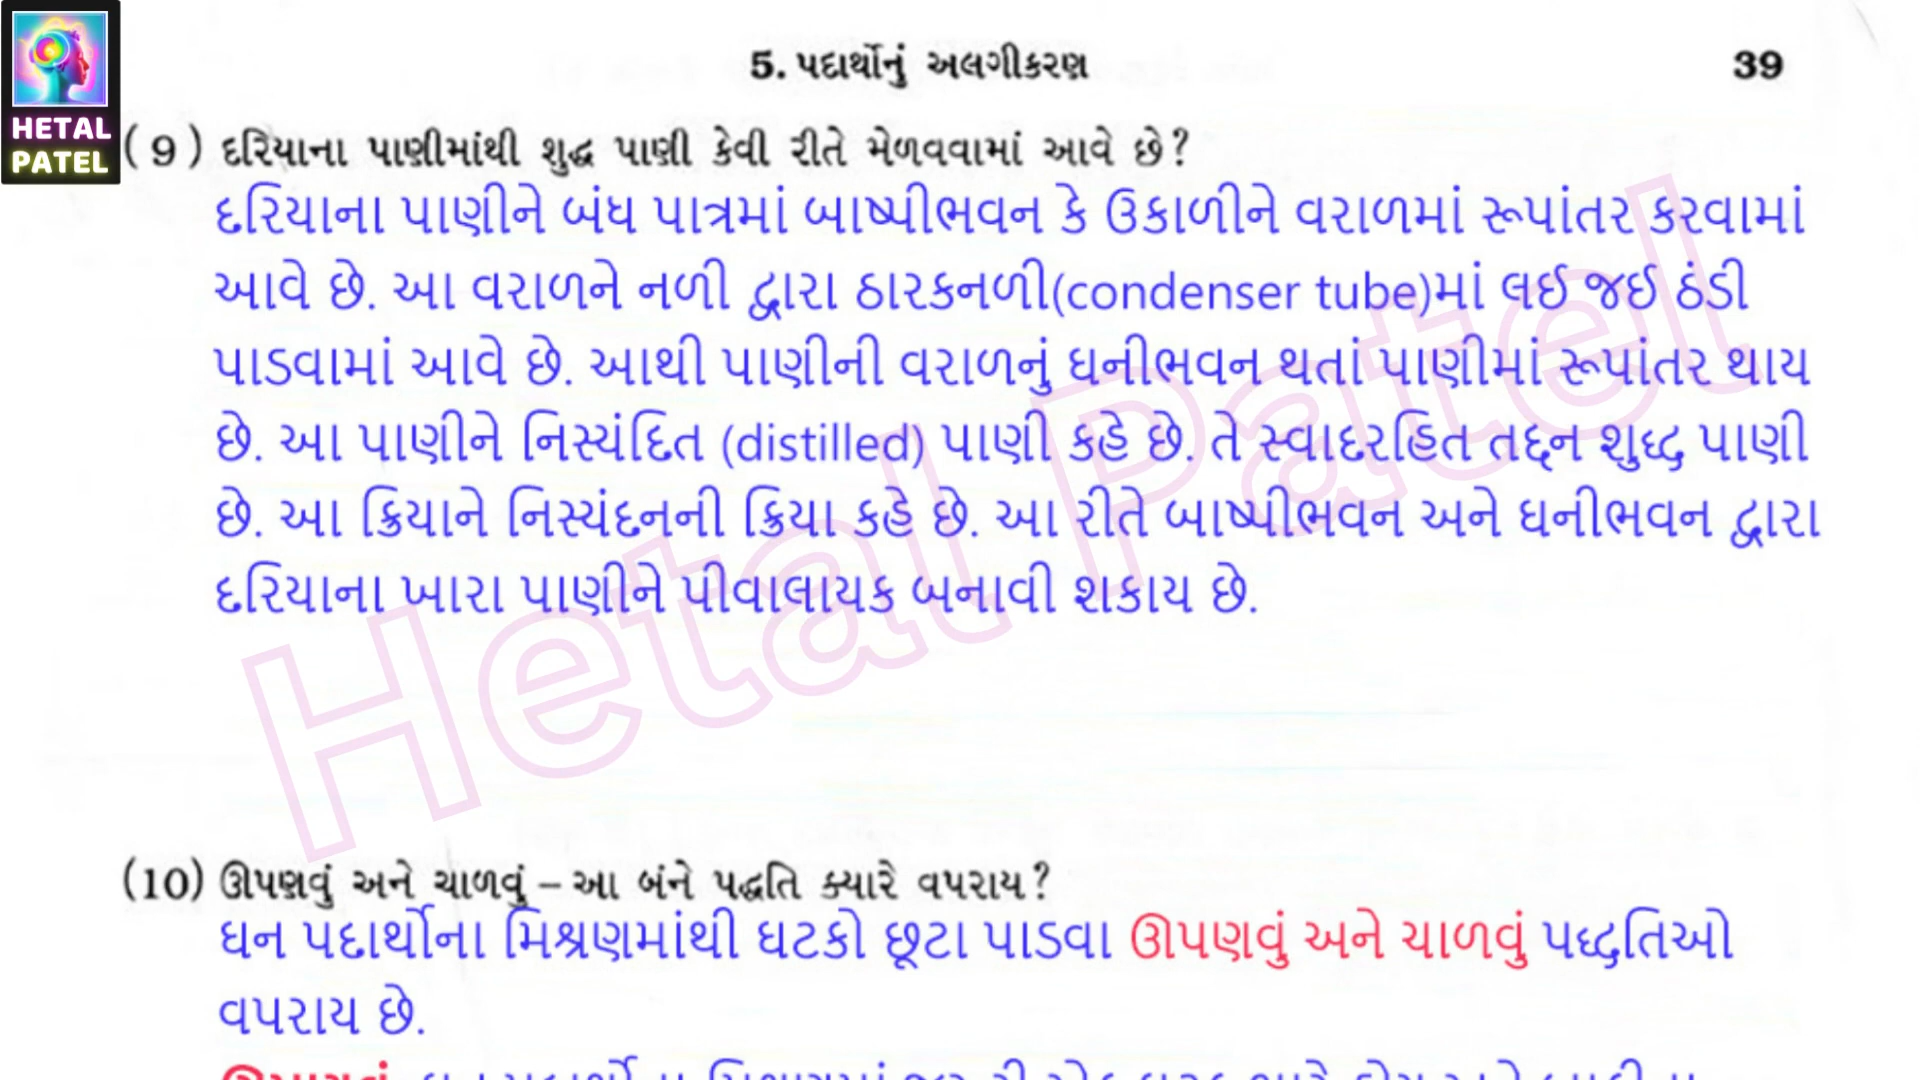 HETAL
PATEL
5. પદાર્થોનું અલગીકરણ
39
(9) દરિયાના પાણીમાંથી શુદ્ધ પાણી કેવી રીતે મેળવવામાં આવે છે?
દરિયાના પાણીને બંધ પાત્રમાં બાષ્પીભવન કે ઉકાળીને વરાળમાં રૂપાંતર કરવામાં
આવે છે. આ વરાળને નળી દ્વારા ઠારકનળી(condenser tube)માં લઈ જઈ ઠંડી
પાડવામાં આવે છે. આથી પાણીની વરાળનું ઘનીભવન થતાં પાણીમાં રૂપાંતર થાય
છે. આ પાણીને નિસ્યંદિત (distilled) પાણી કહે છે. તે સ્વાદરહિત તદ્દન શુધ્ધ પાણી
છે. આ ક્રિયાને નિસ્યંદનની ક્રિયા કહે છે. આ રીતે બાષ્પીભવન અને ઘનીભવન દ્વારા
દરિયાના ખારા પાણીને પીવાલાયક બનાવી શકાય છે.
Hetal Patel
(10) ઊપણવું અને ચાળવું – આ બંને પદ્ધતિ ક્યારે વપરાય?
ઘન પદાર્થોના મિશ્રણમાંથી ઘટકો છૂટા પાડવા ઊપણવું અને ચાળવું પધ્ધતિઓ
વપરાય છે.